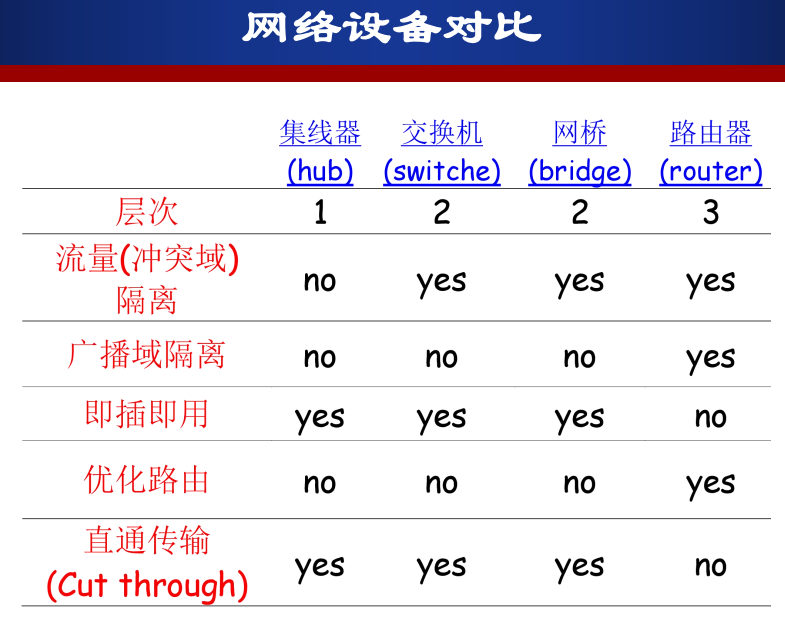 网络设备对比
集线器 交换机 网桥 路由器
(hub) (switche) (bridge) (router)
层次 1 2 2 3
流量(冲突域)
隔离 no yes yes yes
广播域隔离 no no no yes
即插即用 yes yes yes no
优化路由 no no no yes
直通传输
(Cut through) yes yes yes no